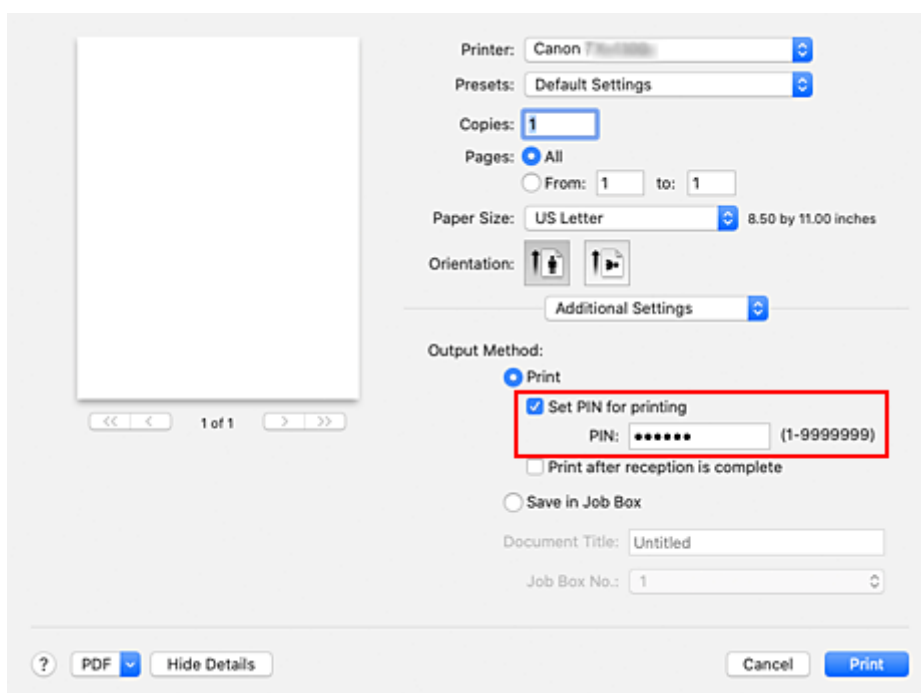 Printer: Canon
Presets: Default Settings
Copies: 1
Pages: All
From: 1 to: 1
Paper Size: US Letter 8.50 by 11.00 inches
Orientation:
Additional Settings
Output Method:
Print
Set PIN for printing
PIN: •••••• (1-9999999)
Print after reception is complete
Save in Job Box
Document Title: Untitled
Job Box No.: 1
<< < 1 of 1 > >>
? PDF Hide Details Cancel Print